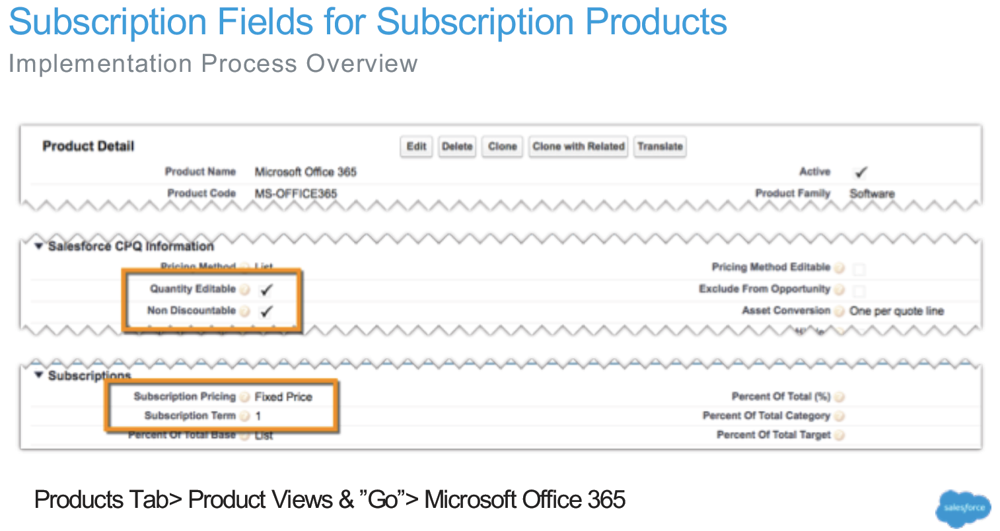 Subscription Fields for Subscription Products
Implementation Process Overview
Product Detail Edit Delete Clone Clone with Related Translate
Product Name Microsoft Office 365 Active
Product Code MS-OFFICE365 Product Family Software
Salesforce CPQ Information
Pricing Method List Pricing Method Editable
Quantity Editable Exclude From Opportunity
Non Discountable Asset Conversion One per quote line
Subscriptions
Subscription Pricing Fixed Price Percent Of Total (%)
Subscription Term 1 Percent Of Total Category
Percent Of Total Base List Percent Of Total Target
Products Tab> Product Views & ”Go”> Microsoft Office 365
salesforce